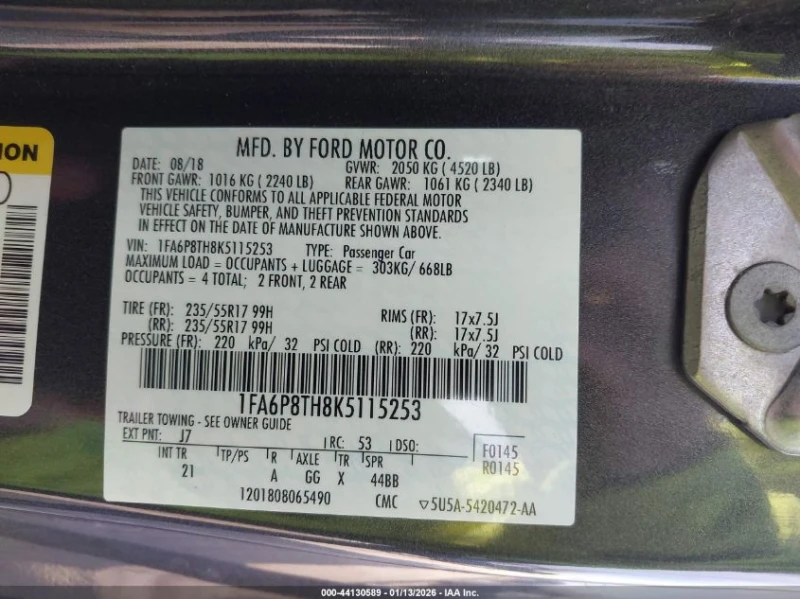 ION
MFD. BY FORD MOTOR CO.
DATE: 08/18 GVWR: 2050 KG ( 4520 LB)
FRONT GAWR: 1016 KG ( 2240 LB) REAR GAWR: 1061 KG ( 2340 LB)
THIS VEHICLE CONFORMS TO ALL APPLICABLE FEDERAL MOTOR
VEHICLE SAFETY, BUMPER, AND THEFT PREVENTION STANDARDS
IN EFFECT ON THE DATE OF MANUFACTURE SHOWN ABOVE.
VIN: 1FA6P8TH8K5115253 TYPE: Passenger Car
MAXIMUM LOAD = OCCUPANTS + LUGGAGE = 303KG/ 668LB
OCCUPANTS = 4 TOTAL; 2 FRONT, 2 REAR
TIRE (FR): 235/55R17 99H RIMS (FR): 17x7.5J
(RR): 235/55R17 99H (RR): 17x7.5J
PRESSURE (FR): 220 kPa/ 32 PSI COLD (RR): 220 kPa/ 32 PSI COLD
1FA6P8TH8K5115253
TRAILER TOWING - SEE OWNER GUIDE
EXT PNT: J7 RC: 53 DSO: F0145
INT TR TP/PS R AXLE TR SPR R0145
21 A GG X 44BB
1201808065490 CMC ▽5U5A-5420472-AA
000-44130589 - 01/13/2026 - IAA Inc.